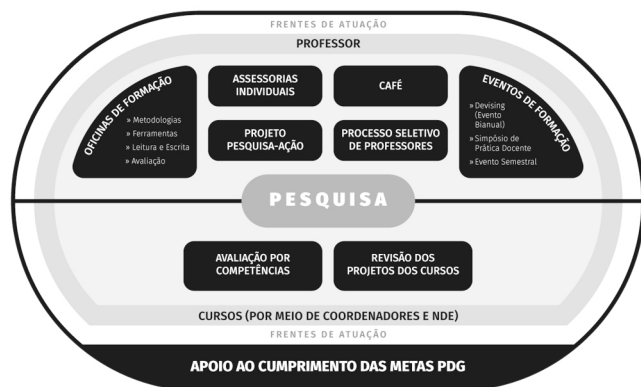 FRENTES DE ATUAÇÃO
PROFESSOR
OFICINAS DE FORMAÇÃO
» Metodologias
» Ferramentas
» Leitura e Escrita
» Avaliação
ASSESSORIAS
INDIVIDUAIS
CAFÉ
PROJETO
PESQUISA-AÇÃO
PROCESSO SELETIVO
DE PROFESSORES
EVENTOS DE FORMAÇÃO
» Devising
(Evento
Bianual)
» Simpósio de
Prática Docente
» Evento Semestral
PESQUISA
AVALIAÇÃO POR
COMPETÊNCIAS
REVISÃO DOS
PROJETOS DOS CURSOS
CURSOS (POR MEIO DE COORDENADORES E NDE)
FRENTES DE ATUAÇÃO
APOIO AO CUMPRIMENTO DAS METAS PDG